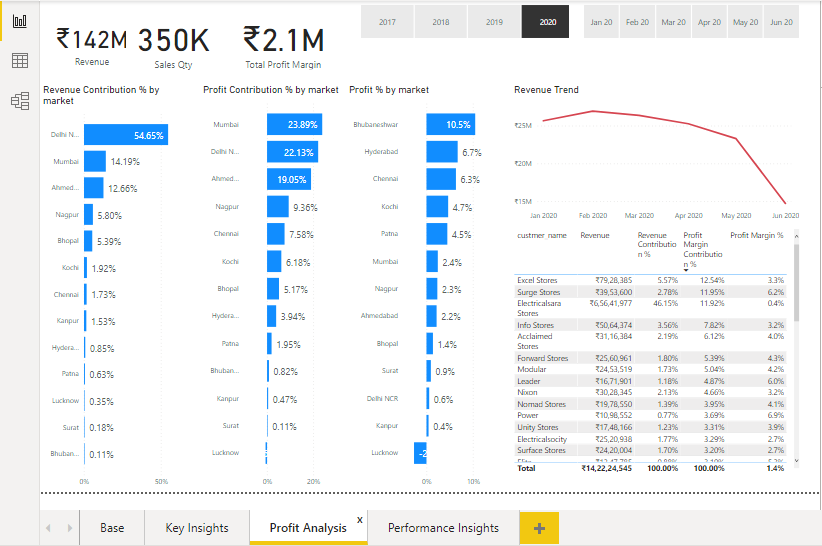 ₹142M
Revenue
350K
Sales Qty
₹2.1M
Total Profit Margin
2017
2018
2019
2020
Jan 20
Feb 20
Mar 20
Apr 20
May 20
Jun 20
Revenue Contribution % by
market
Delhi N...
54.65%
Mumbai
14.19%
Ahmed...
12.66%
Nagpur
5.80%
Bhopal
5.39%
Kochi
1.92%
Chennai
1.73%
Kanpur
1.53%
Hydera...
0.85%
Patna
0.63%
Lucknow
0.35%
Surat
0.18%
Bhuban...
0.11%
0%
50%
Profit Contribution % by market
Mumbai
23.89%
Delhi N...
22.13%
Ahmed...
19.05%
Nagpur
9.36%
Chennai
7.58%
Kochi
6.18%
Bhopal
5.17%
Hydera...
3.94%
Patna
1.95%
Bhuban...
0.82%
Kanpur
0.47%
Surat
0.11%
Lucknow
0%
20%
Profit % by market
Bhubaneshwar
10.5%
Hyderabad
6.7%
Chennai
6.3%
Kochi
4.7%
Patna
4.5%
Mumbai
2.4%
Nagpur
2.3%
Ahmedabad
2.2%
Bhopal
1.4%
Surat
0.9%
Delhi NCR
0.6%
Kanpur
0.4%
Lucknow
-2
0%
10%
Revenue Trend
₹25M
₹20M
₹15M
Jan 2020
Feb 2020
Mar 2020
Apr 2020
May 2020
Jun 2020
custmer_name Revenue Revenue Profit Profit Margin %
Contributio Margin
n % Contributio
n %
Excel Stores ₹79,28,385 5.57% 12.54% 3.3%
Surge Stores ₹39,53,600 2.78% 11.95% 6.2%
Electricalsara ₹6,56,41,977 46.15% 11.92% 0.4%
Stores
Info Stores ₹50,64,374 3.56% 7.82% 3.2%
Acclaimed ₹31,16,384 2.19% 6.12% 4.0%
Stores
Forward Stores ₹25,60,961 1.80% 5.39% 4.3%
Modular ₹24,53,519 1.73% 5.04% 4.2%
Leader ₹16,71,901 1.18% 4.87% 6.0%
Nixon ₹30,28,345 2.13% 4.66% 3.2%
Nomad Stores ₹19,78,550 1.39% 3.95% 4.1%
Power ₹10,98,552 0.77% 3.69% 6.9%
Unity Stores ₹17,48,166 1.23% 3.31% 3.9%
Electricalsocity ₹25,20,938 1.77% 3.29% 2.7%
Surface Stores ₹24,20,004 1.70% 3.20% 2.7%
Total ₹14,22,24,545 100.00% 100.00% 1.4%
Base
Key Insights
Profit Analysis x
Performance Insights
+